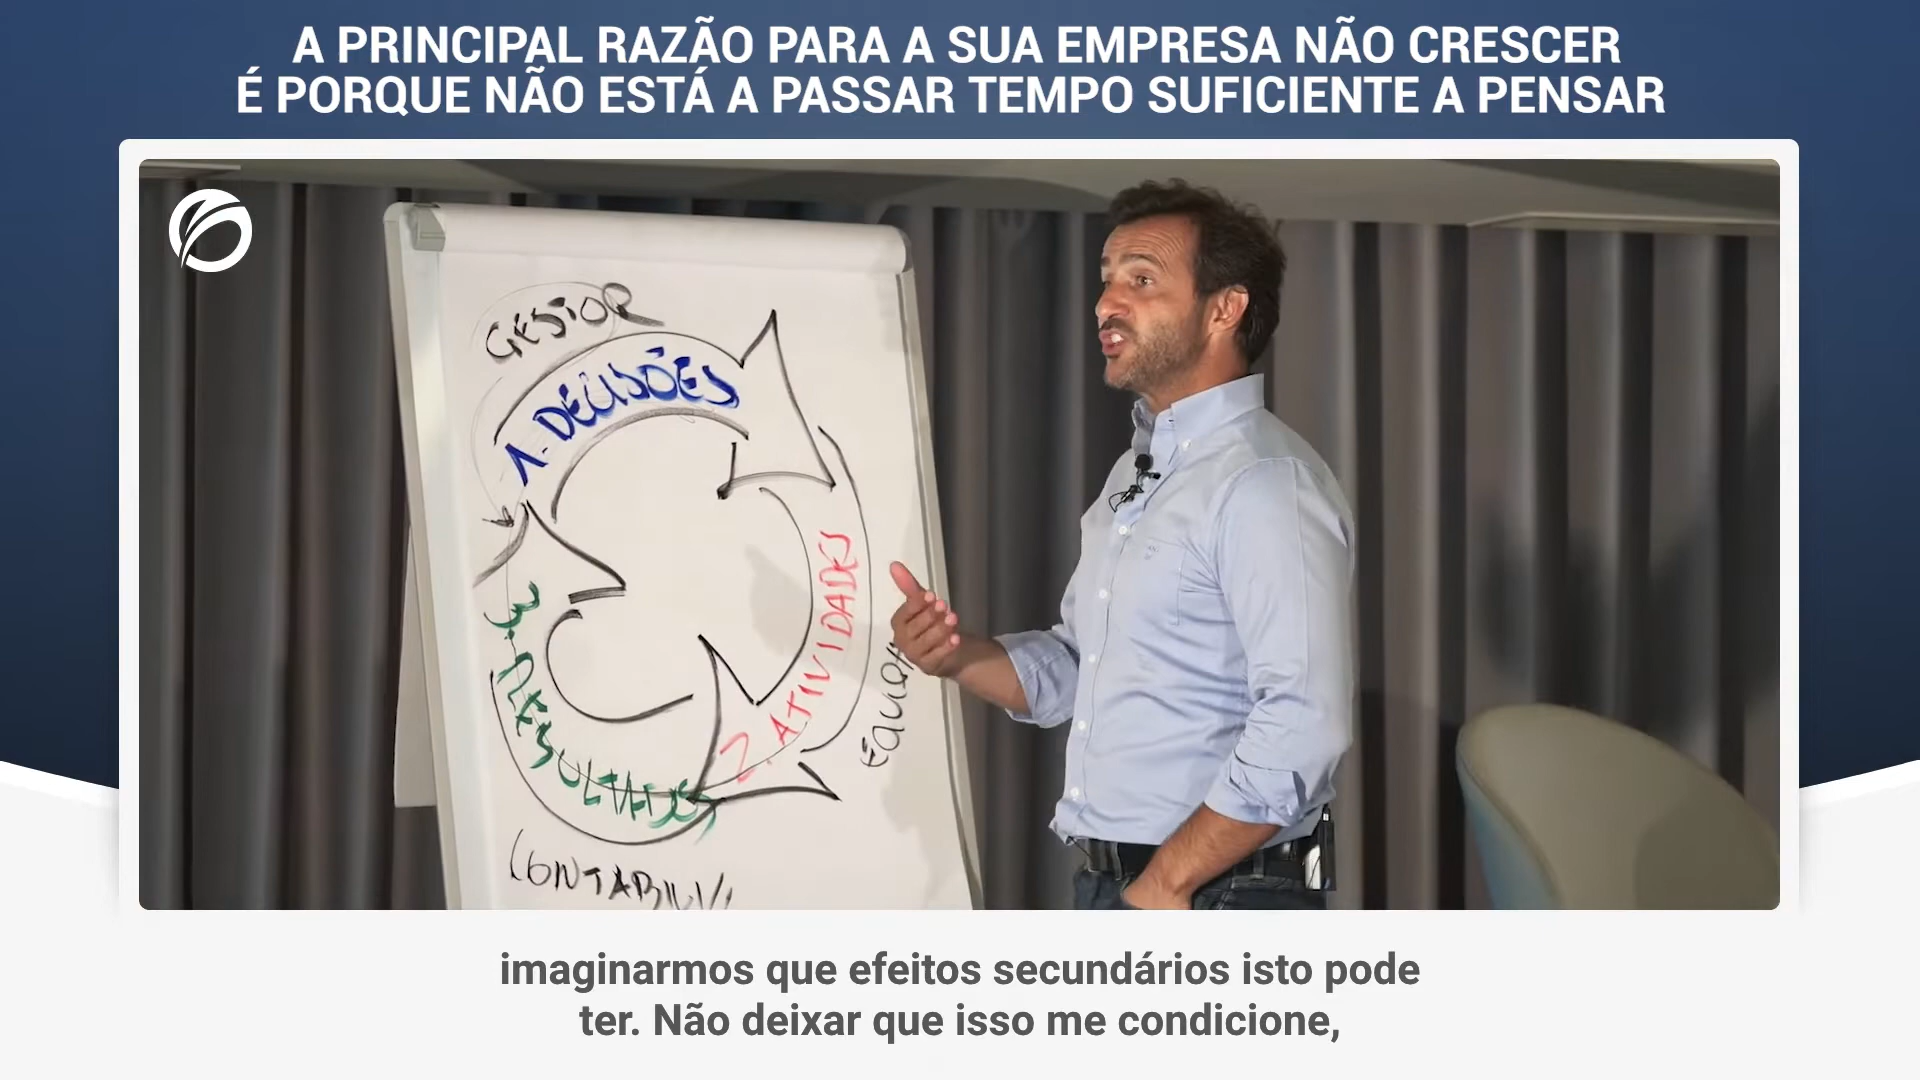 A PRINCIPAL RAZÃO PARA A SUA EMPRESA NÃO CRESCER
É PORQUE NÃO ESTÁ A PASSAR TEMPO SUFICIENTE A PENSAR
GESTOR
1. DECISÕES
2. ATIVIDADES
3. RESULTADOS
imaginarmos que efeitos secundários isto pode
ter. Não deixar que isso me condicione,